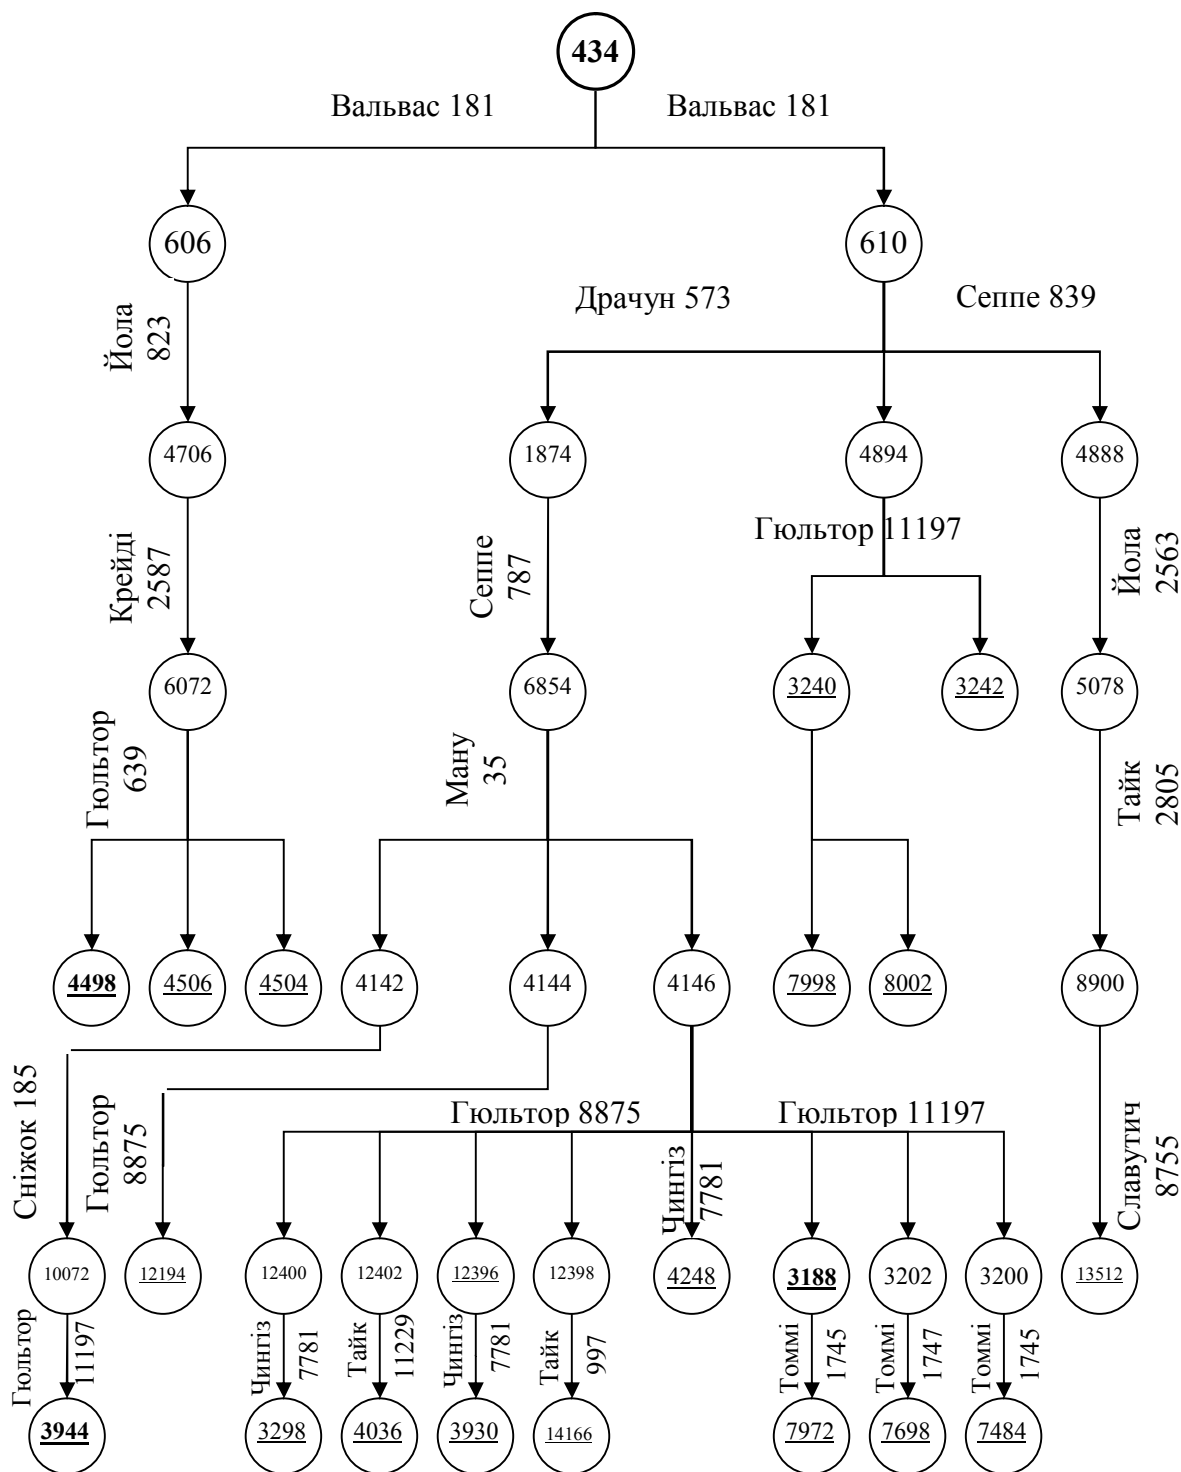 434
Вальвас 181 Вальвас 181
606 610
Драчун 573 Сеппе 839
Йола
823
4706 1874 4894 4888
Гюльтор 11197
Крейді
2587
Сеппе
787
Йола
2563
6072 6854 3240 3242 5078
Гюльтор
639
Ману
35
Тайк
2805
4498 4506 4504 4142 4144 4146 7998 8002 8900
Сніжок 185
Гюльтор
8875
Гюльтор 8875 Гюльтор 11197
Чингіз
7781
Славутич
8755
10072 12194 12400 12402 12396 12398 4248 3188 3202 3200 13512
Гюльтор
11197
Чингіз
7781
Тайк
11229
Чингіз
7781
Тайк
997
Томмі
1745
Томмі
1747
Томмі
1745
3944 3298 4036 3930 14166 7972 7698 7484